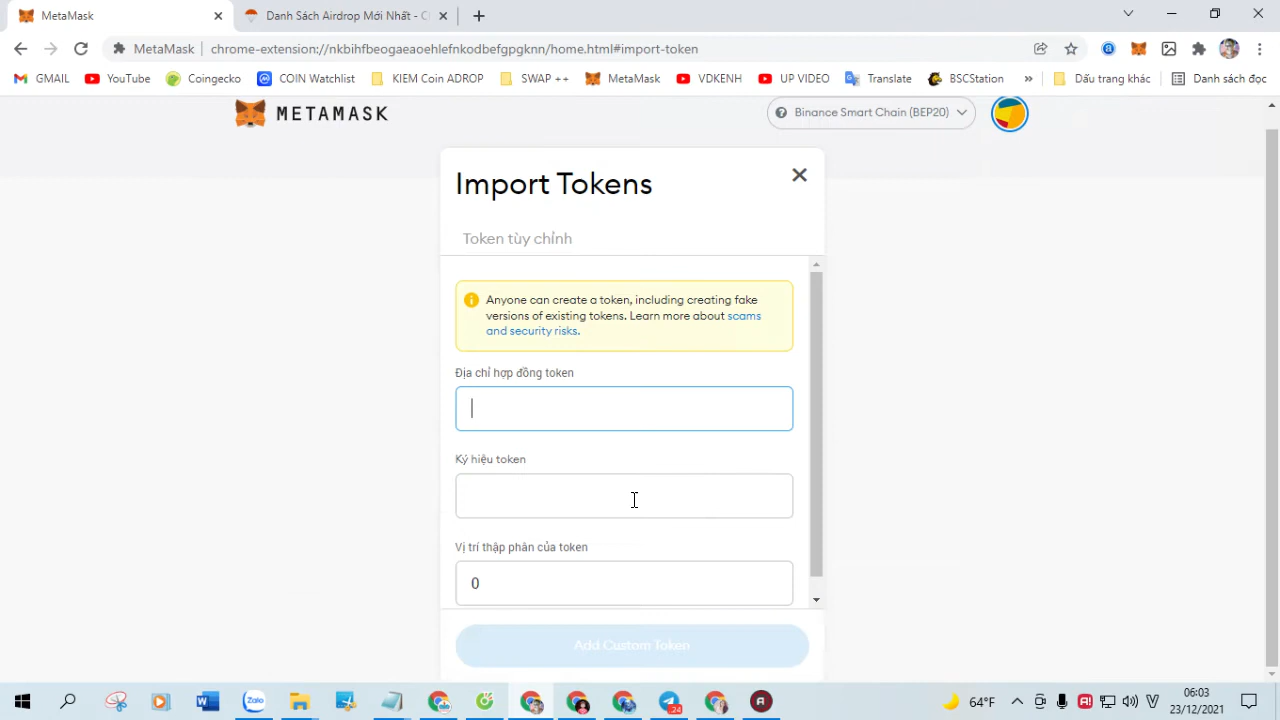 MetaMask
Danh Sách Airdrop Mới Nhất - C
MetaMask
chrome-extension://nkbihfbeogaeaoehlefnkodbefgpgknn/home.html#import-token
GMAIL
YouTube
Coingecko
COIN Watchlist
KIEM Coin ADROP
SWAP ++
MetaMask
VDKENH
UP VIDEO
Translate
BSCStation
»
Dấu trang khác
Danh sách đọc
METAMASK
Binance Smart Chain (BEP20)
Import Tokens
Token tùy chỉnh
Anyone can create a token, including creating fake
versions of existing tokens. Learn more about scams
and security risks.
Địa chỉ hợp đồng token
Ký hiệu token
Vị trí thập phân của token
0
Add Custom Token
Zalo
24
64°F
06:03
23/12/2021